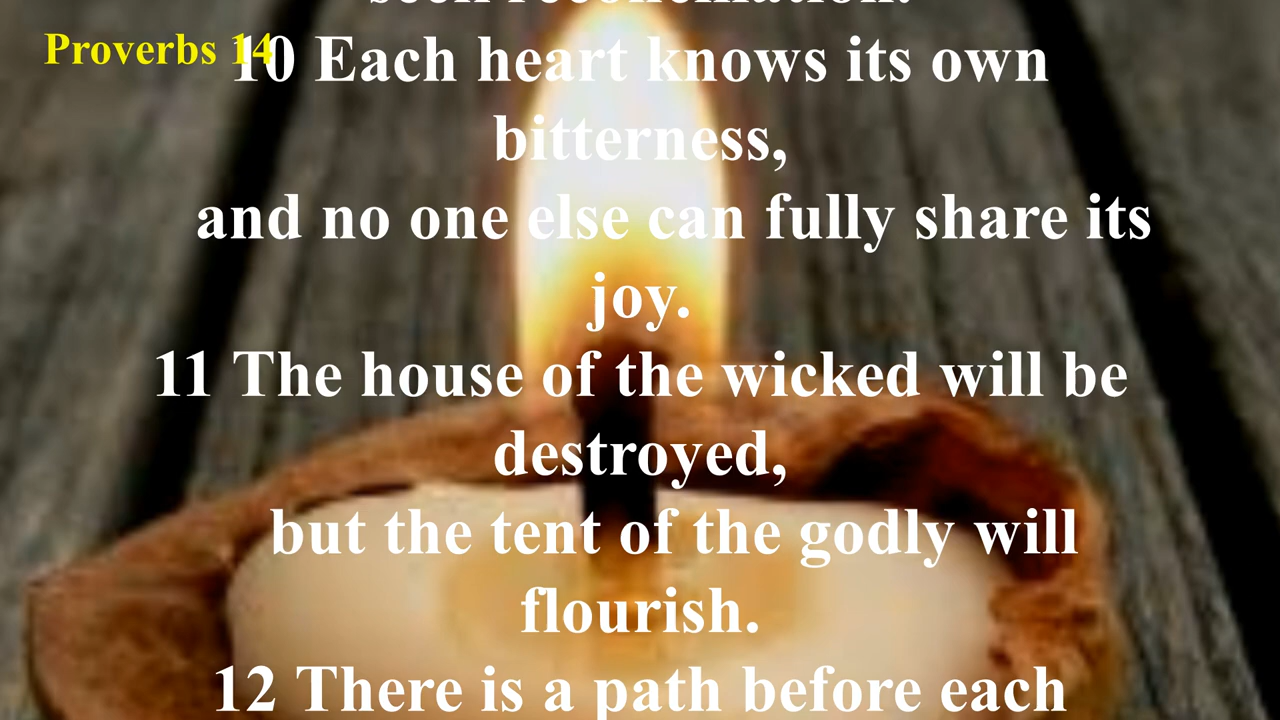 seek reconciliation.
Proverbs 14
10 Each heart knows its own
bitterness,
and no one else can fully share its
joy.
11 The house of the wicked will be
destroyed,
but the tent of the godly will
flourish.
12 There is a path before each